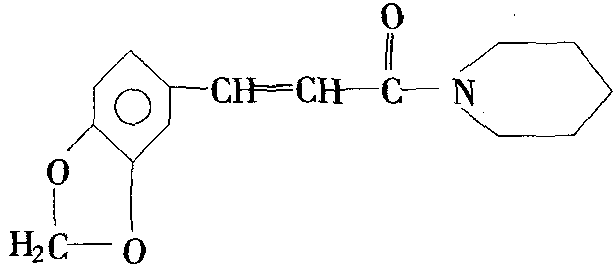 O
CH=CH—C—N
O
H₂C—O